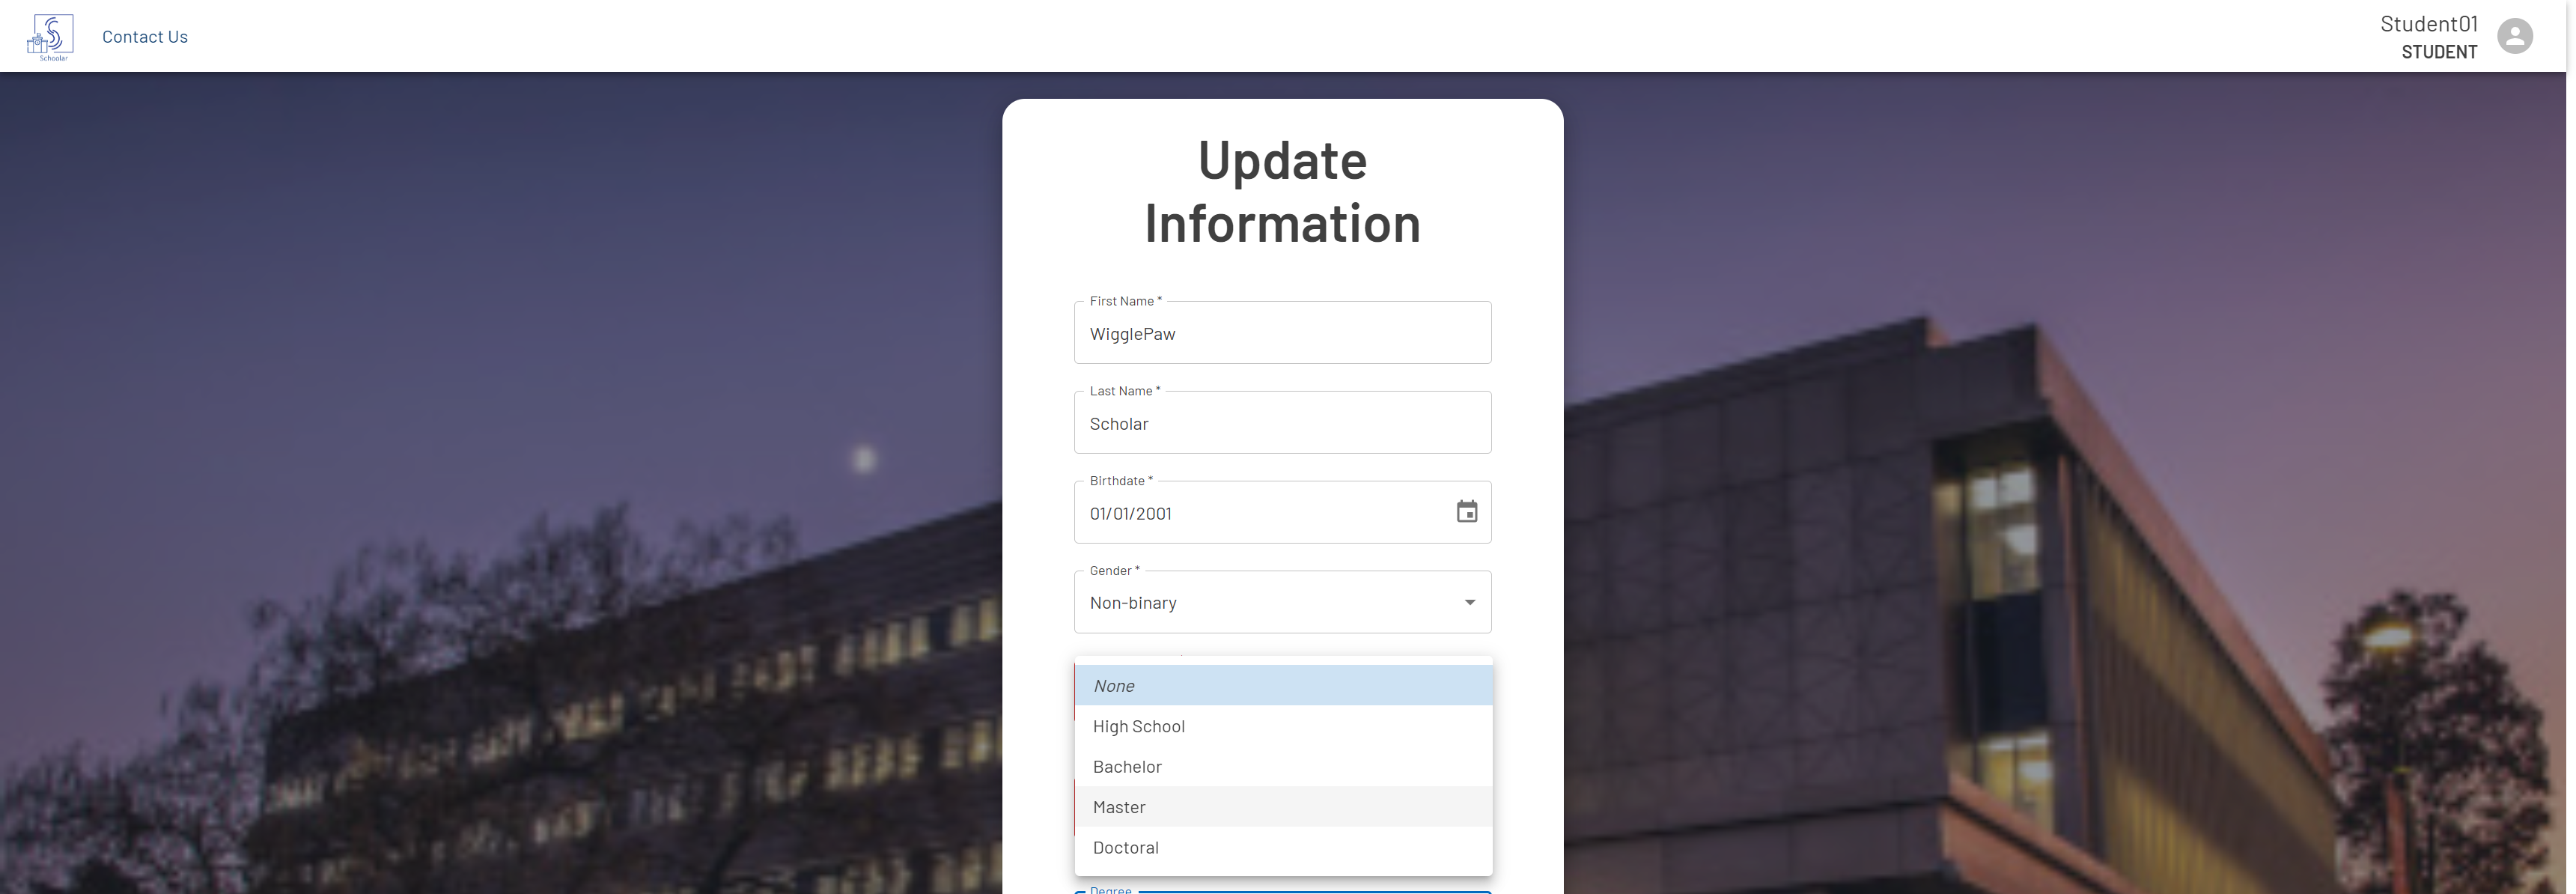 Schoolar
Contact Us
Student01
STUDENT
Update
Information
First Name *
WigglePaw
Last Name *
Scholar
Birthdate *
01/01/2001
Gender *
Non-binary
None
High School
Bachelor
Master
Doctoral
Degree